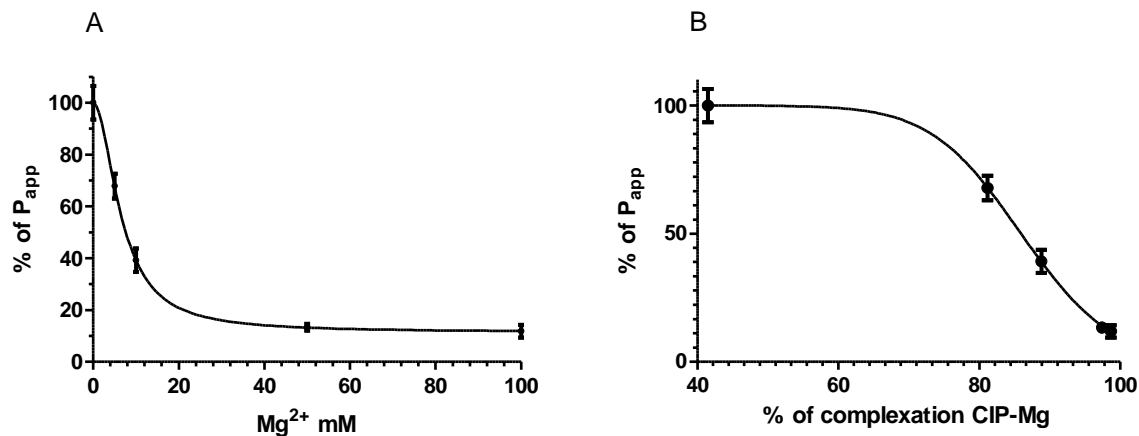 A
% of Papp
100
80
60
40
20
0
0 20 40 60 80 100
Mg2+ mM
B
% of Papp
100
50
0
40 60 80 100
% of complexation CIP-Mg